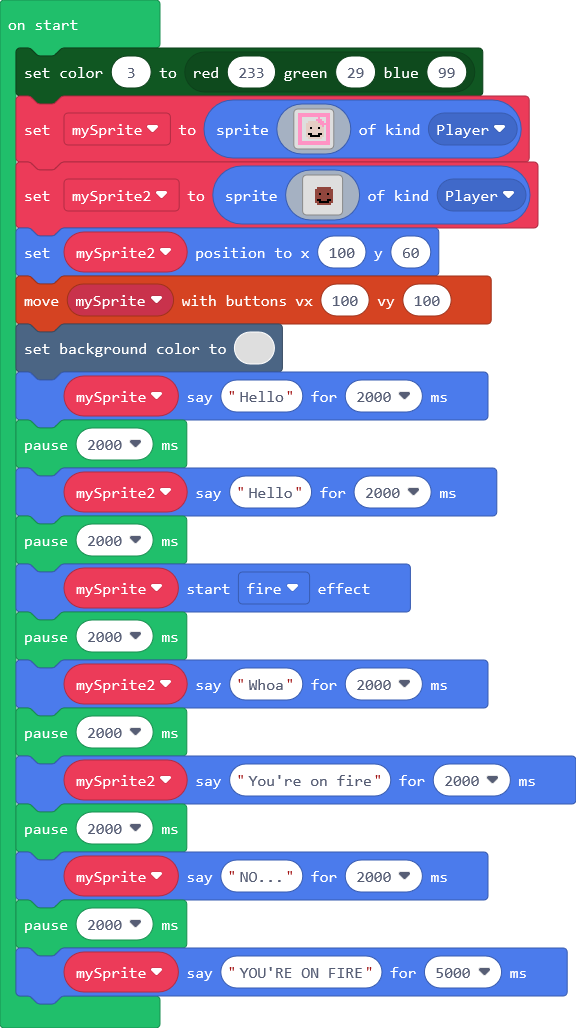 on start
set color 3 to red 233 green 29 blue 99
set mySprite to sprite of kind Player
set mySprite2 to sprite of kind Player
set mySprite2 position to x 100 y 60
move mySprite with buttons vx 100 vy 100
set background color to
mySprite say "Hello" for 2000 ms
pause 2000 ms
mySprite2 say "Hello" for 2000 ms
pause 2000 ms
mySprite start fire effect
pause 2000 ms
mySprite2 say "Whoa" for 2000 ms
pause 2000 ms
mySprite2 say "You're on fire" for 2000 ms
pause 2000 ms
mySprite say "NO..." for 2000 ms
pause 2000 ms
mySprite say "YOU'RE ON FIRE" for 5000 ms